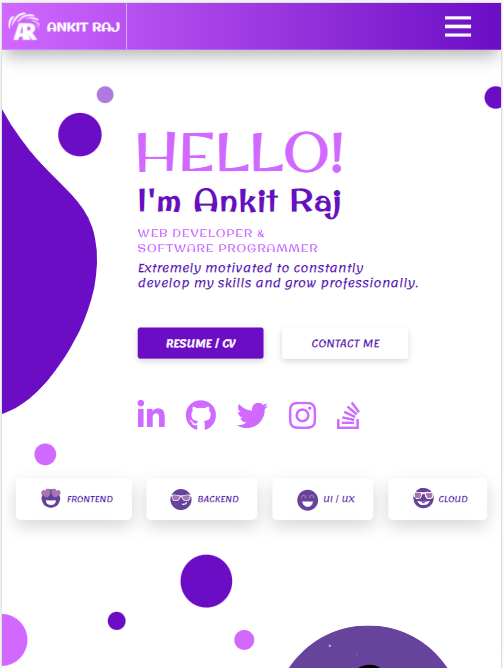 AR ANKIT RAJ
HELLO!
I'm Ankit Raj
WEB DEVELOPER &
SOFTWARE PROGRAMMER
Extremely motivated to constantly
develop my skills and grow professionally.
RESUME / CV CONTACT ME
in
FRONTEND BACKEND UI / UX CLOUD